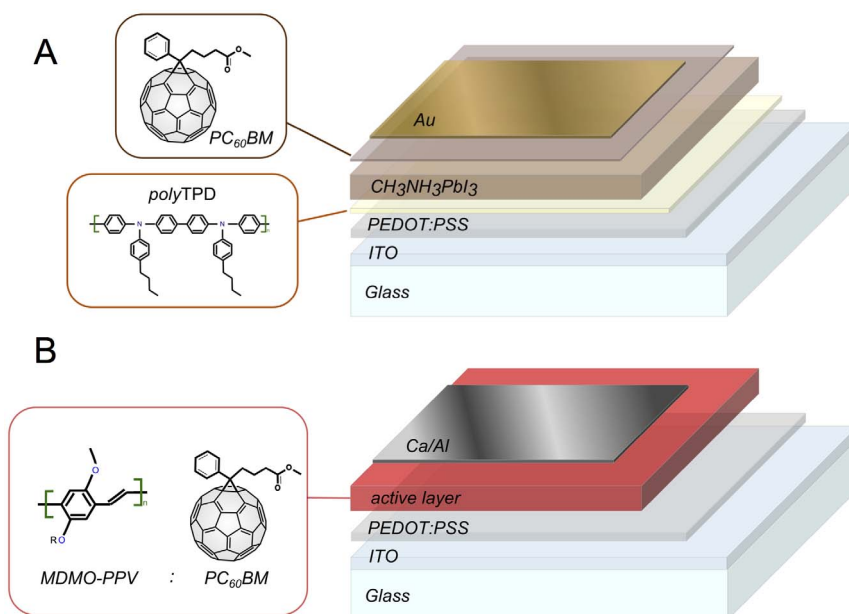 A
PC₆₀BM
O
O
polyTPD
N
N
n
Au
CH₃NH₃PbI₃
PEDOT:PSS
ITO
Glass
B
O
RO
n
O
O
MDMO-PPV : PC₆₀BM
Ca/Al
active layer
PEDOT:PSS
ITO
Glass